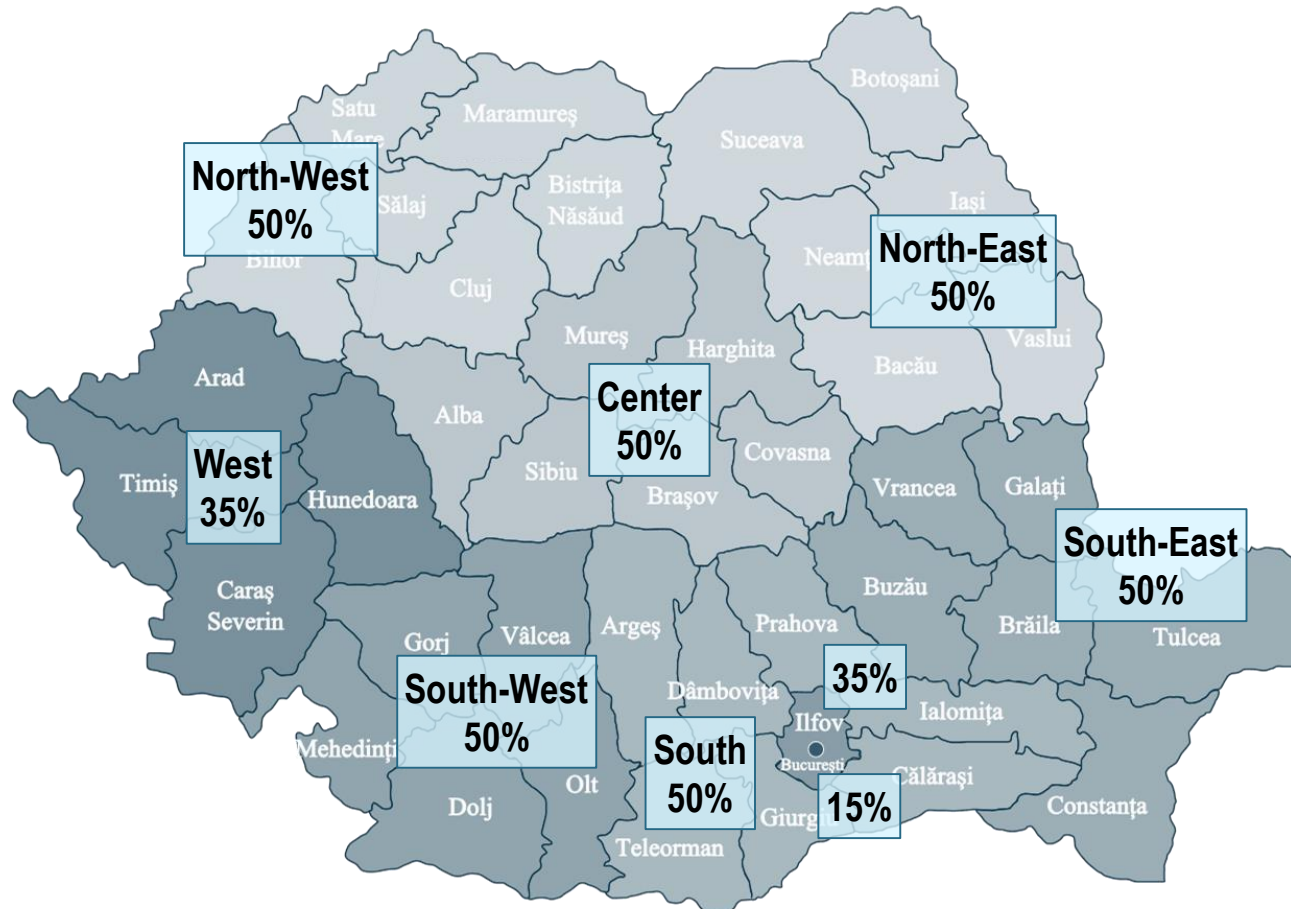 Botoșani
Satu
Mare
Maramureș
Suceava
North-West
50%
Sălaj
Bistrița
Năsăud
Iași
Bihor
Neamț
North-East
50%
Cluj
Mureș
Harghita
Vaslui
Bacău
Arad
Alba
Center
50%
Timiș
West
35%
Hunedoara
Sibiu
Covasna
Brașov
Vrancea
Galați
South-East
50%
Caraș
Severin
Gorj
Vâlcea
Argeș
Prahova
Buzău
Brăila
Tulcea
South-West
50%
Dâmbovița
35%
Ilfov
Ialomița
Mehedinți
South
50%
București
Călărași
Dolj
Olt
Giurgiu
15%
Constanța
Teleorman